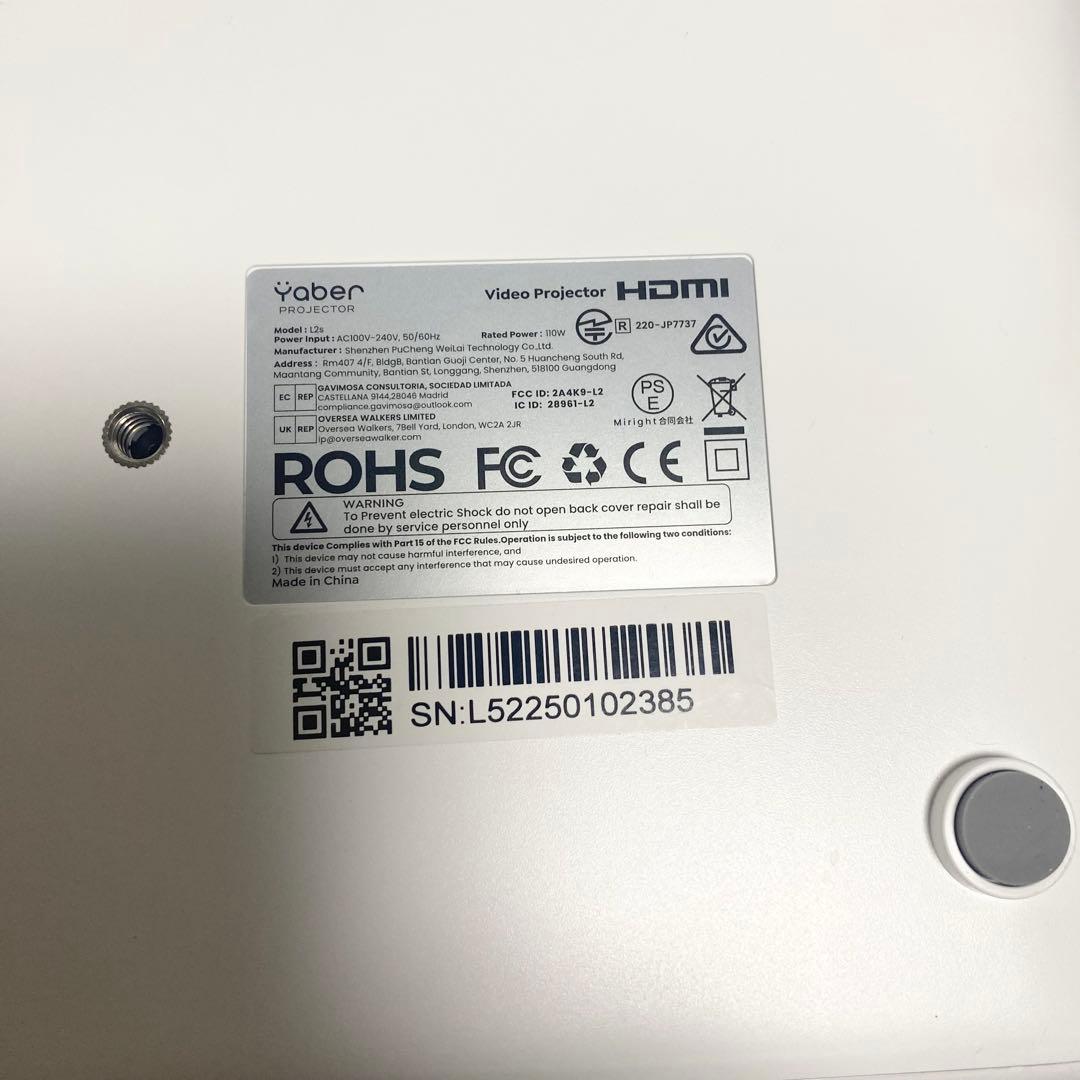 Yaber
PROJECTOR
Video Projector HDMI
Model : L2s
Power Input : AC100V~240V, 50/60Hz
Rated Power : 110W
R 220-JP7737
Manufacturer : Shenzhen PuCheng WeiLai Technology Co.,Ltd.
Address : Rm407 4/F, BldgB, Bantian Guoji Center, No. 5 Huancheng South Rd,
Maantang Community, Bantian St, Longgang, Shenzhen, 518100 Guangdong
EC REP
GAVIMOSA CONSULTORIA, SOCIEDAD LIMITADA
CASTELLANA 9144,28046 Madrid
compliance.gavimosa@outlook.com
FCC ID: 2A4K9-L2
IC ID: 28961-L2
PS
E
Miright合同会社
UK REP
OVERSEA WALKERS LIMITED
Oversea Walkers, 7Bell Yard, London, WC2A 2JR
ip@overseawalker.com
ROHS FC CE
WARNING
To Prevent electric Shock do not open back cover repair shall be
done by service personnel only
This device Complies with Part 15 of the FCC Rules.Operation is subject to the following two conditions:
1) This device may not cause harmful interference, and
2) This device must accept any interference that may cause undesired operation.
Made in China
SN:L52250102385